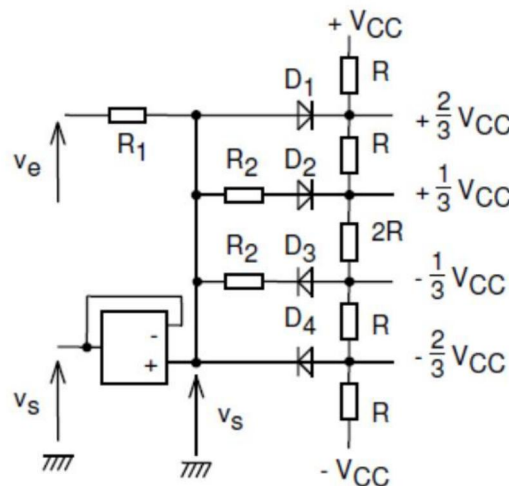 + VCC
R
D1
+ 2/3 VCC
R1
R
ve
R2
D2
+ 1/3 VCC
2R
R2
D3
- 1/3 VCC
D4
R
-
+
- 2/3 VCC
vs
vs
R
- VCC